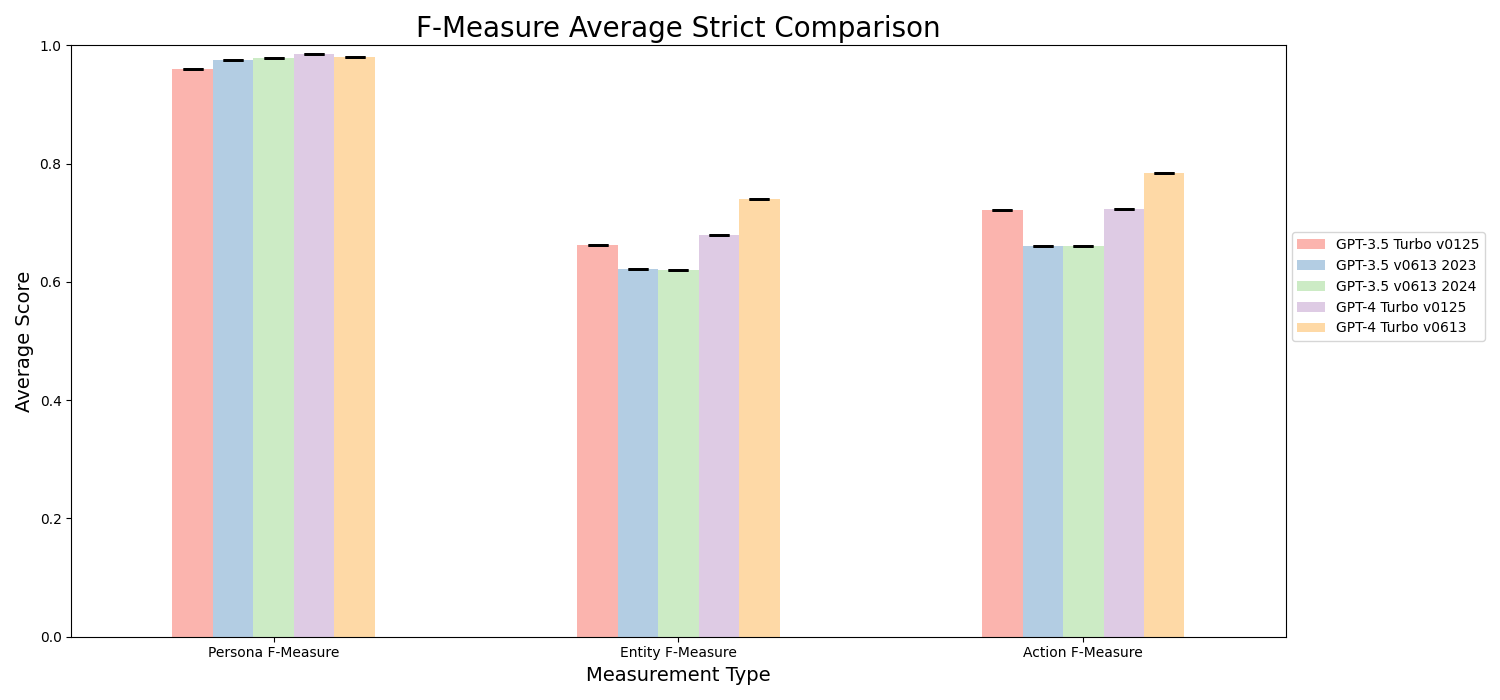 F-Measure Average Strict Comparison
1.0
0.8
0.6
0.4
0.2
0.0
Average Score
Persona F-Measure
Entity F-Measure
Action F-Measure
Measurement Type
GPT-3.5 Turbo v0125
GPT-3.5 v0613 2023
GPT-3.5 v0613 2024
GPT-4 Turbo v0125
GPT-4 Turbo v0613